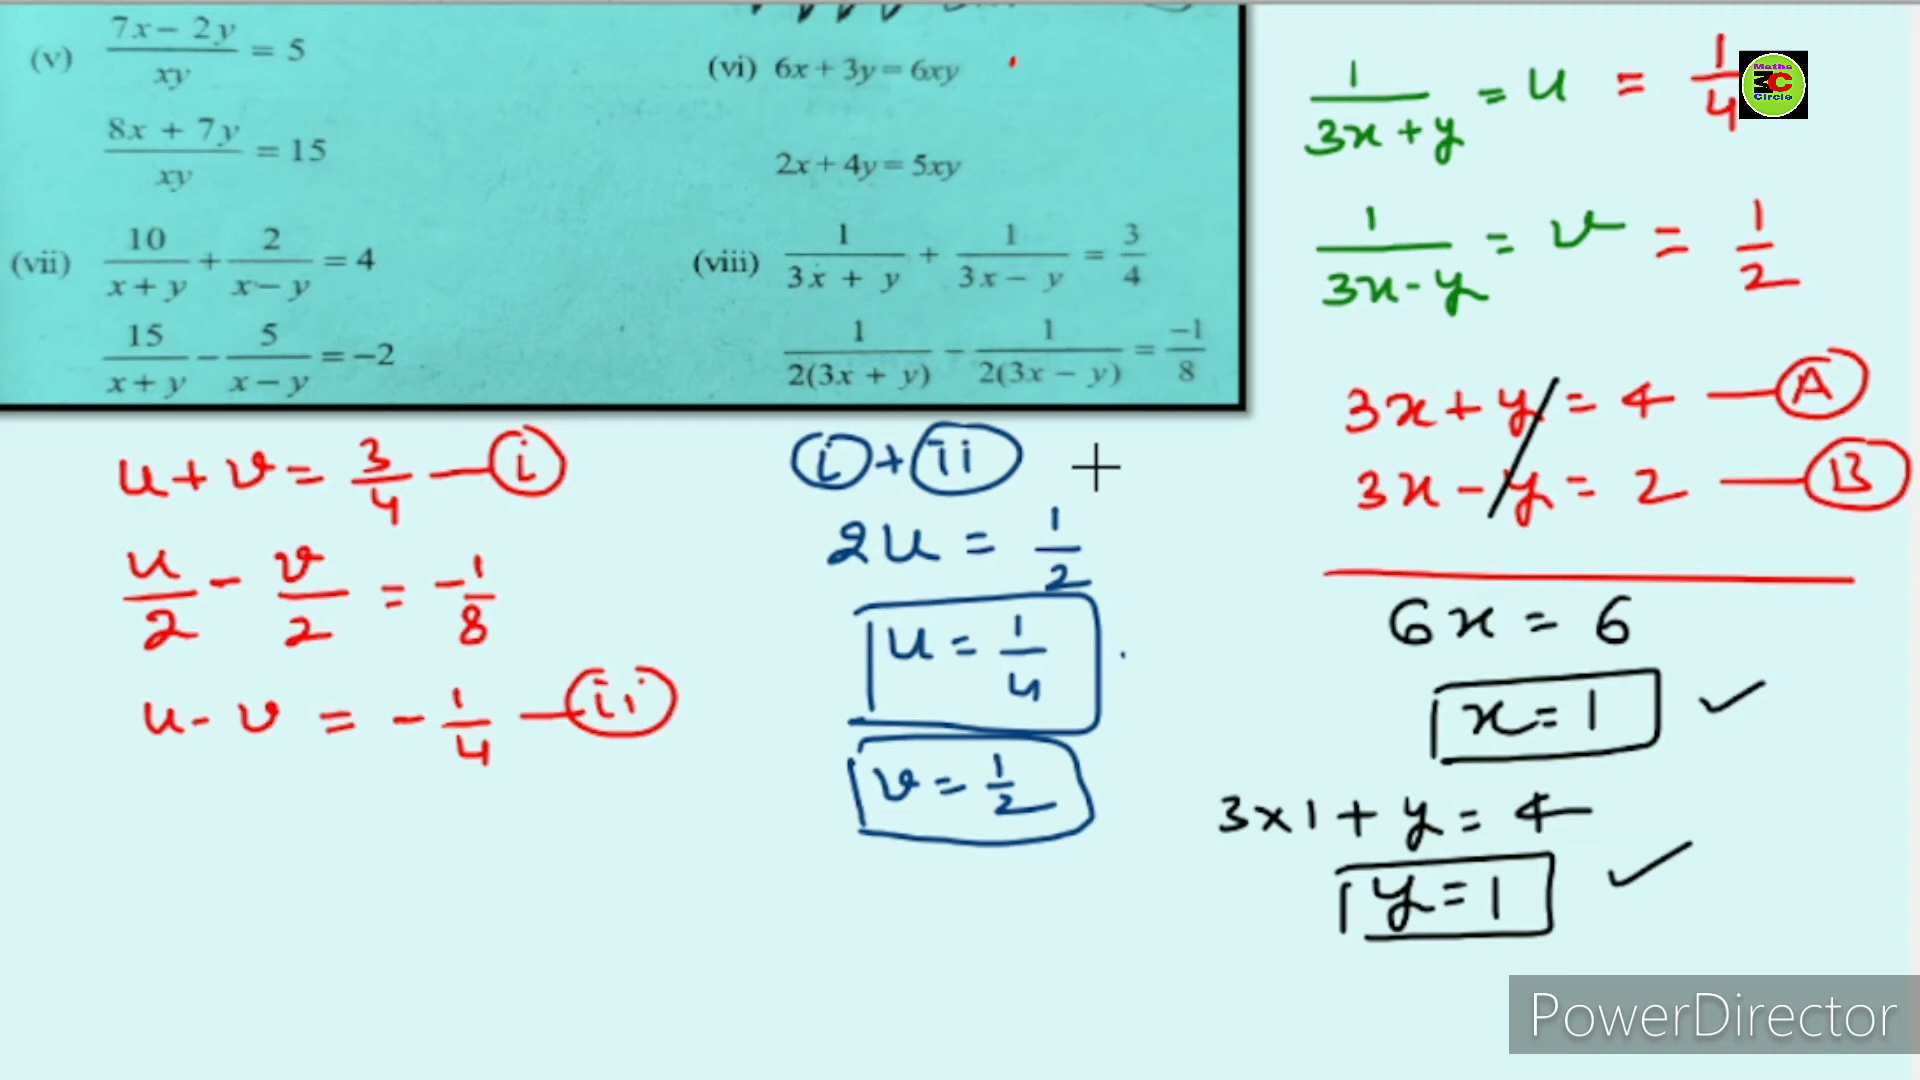 (v) 7x − 2y / xy = 5
8x + 7y / xy = 15
(vi) 6x + 3y = 6xy
2x + 4y = 5xy
(vii) 10 / x + y + 2 / x − y = 4
15 / x + y − 5 / x − y = −2
(viii) 1 / 3x + y + 1 / 3x − y = 3 / 4
1 / 2(3x + y) − 1 / 2(3x − y) = −1 / 8
u + v = 3/4 — (i)
u/2 − v/2 = −1/8
u − v = −1/4 — (ii)
(i) + (ii)
2u = 1/2
u = 1/4
v = 1/2
1 / 3x + y = u = 1/4
Maths
3C
Circle
1 / 3x − y = v = 1/2
3x + y = 4 — (A)
3x − y = 2 — (B)
6x = 6
x = 1 ✓
3 × 1 + y = 4
y = 1 ✓
PowerDirector